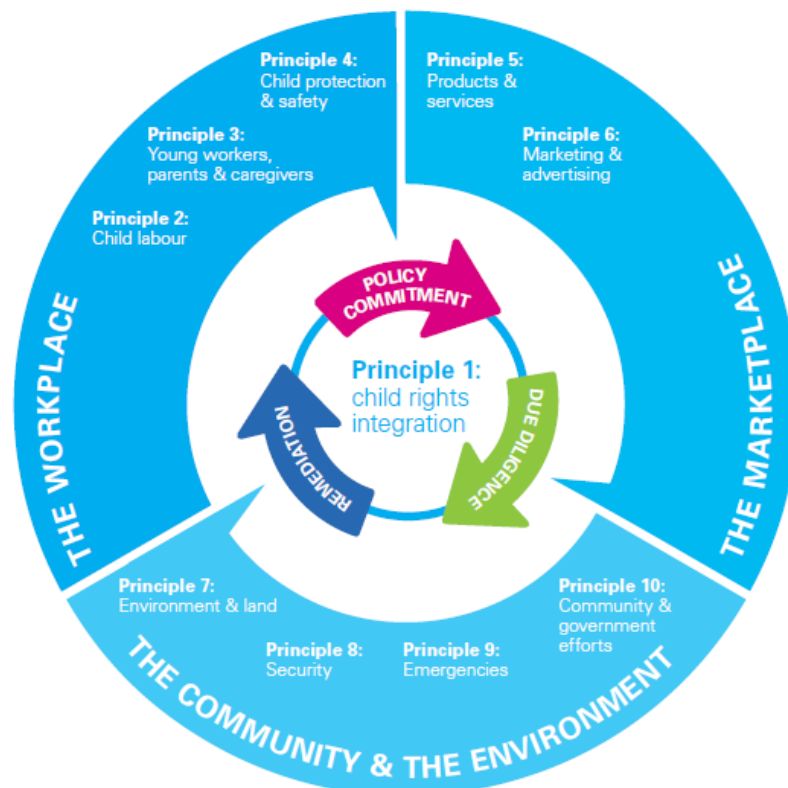 Principle 4:
Child protection
& safety
Principle 3:
Young workers,
parents & caregivers
Principle 2:
Child labour
THE WORKPLACE
Principle 5:
Products &
services
Principle 6:
Marketing &
advertising
THE MARKETPLACE
POLICY
COMMITMENT
DUE DILIGENCE
REMEDIATION
Principle 1:
child rights
integration
Principle 7:
Environment & land
Principle 8:
Security
Principle 9:
Emergencies
Principle 10:
Community &
government
efforts
THE COMMUNITY & THE ENVIRONMENT